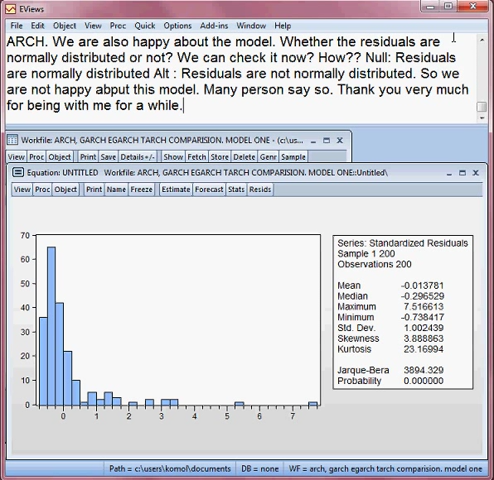 EViews
File Edit Object View Proc Quick Options Add-ins Window Help
ARCH. We are also happy about the model. Whether the residuals are
normally distributed or not? We can check it now? How?? Null: Residuals
are normally distributed Alt : Residuals are not normally distributed. So we
are not happy abput this model. Many person say so. Thank you very much
for being with me for a while.
Workfile: ARCH, GARCH EGARCH TARCH COMPARISION. MODEL ONE - (c:\us...
View Proc Object Print Save Details+/- Show Fetch Store Delete Genr Sample
Equation: UNTITLED Workfile: ARCH, GARCH EGARCH TARCH COMPARISION. MODEL ONE::Untitled\
View Proc Object Print Name Freeze Estimate Forecast Stats Resids
70
60
50
40
30
20
10
0
0 1 2 3 4 5 6 7
Series: Standardized Residuals
Sample 1 200
Observations 200
Mean -0.013781
Median -0.296529
Maximum 7.516613
Minimum -0.738417
Std. Dev. 1.002439
Skewness 3.888863
Kurtosis 23.16994
Jarque-Bera 3894.329
Probability 0.000000
Path = c:\users\komol\documents DB = none WF = arch, garch egarch tarch comparision. model one